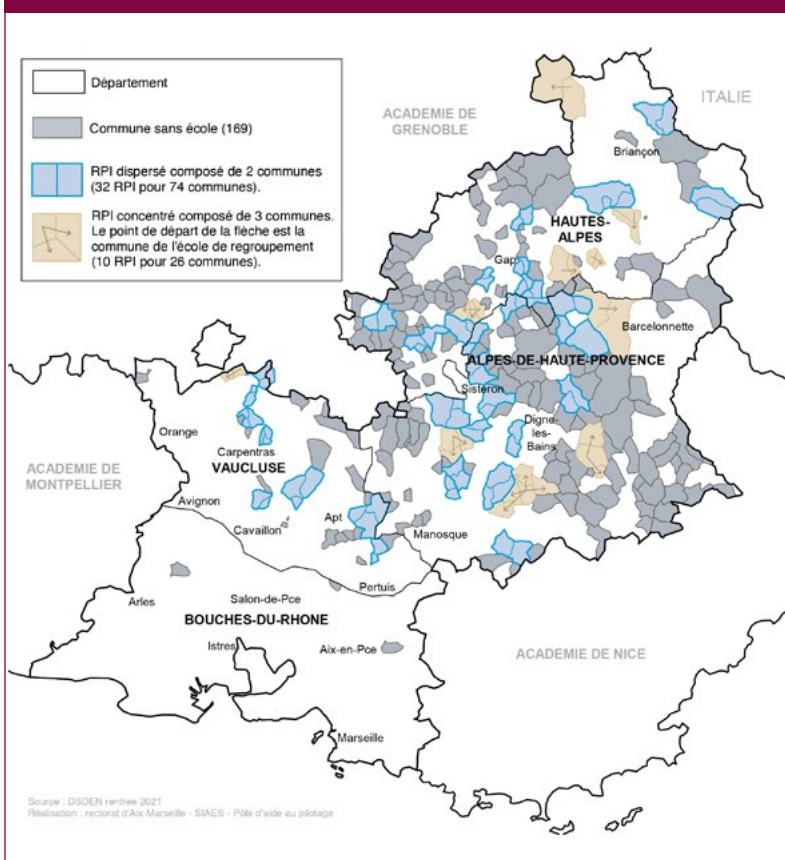 Département
Commune sans école (169)
RPI dispersé composé de 2 communes
(32 RPI pour 74 communes).
RPI concentré composé de 3 communes.
Le point de départ de la flèche est la
commune de l'école de regroupement
(10 RPI pour 26 communes).
ACADEMIE DE
GRENOBLE
ITALIE
Briançon
HAUTES-
ALPES
Gap
Barcelonnette
ALPES-DE-HAUTE-PROVENCE
Sisteron
Digne-
les-
Bains
Orange
Carpentras
VAUCLUSE
ACADEMIE DE
MONTPELLIER
Avignon
Cavaillon
Apt
Manosque
Pertuis
Arles
Salon-de-Pce
BOUCHES-DU-RHONE
Istres
Aix-en-Pce
ACADEMIE DE NICE
Marseille
Source : DSDEN rentrée 2021
Réalisation : rectorat d'Aix-Marseille - SIAES - Pôle d'aide au pilotage